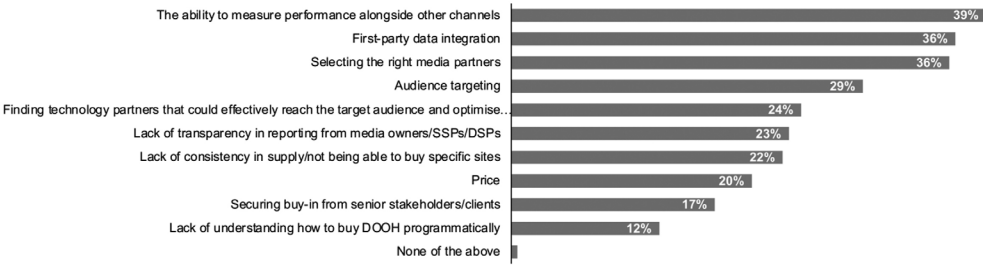 The ability to measure performance alongside other channels 39%
First-party data integration 36%
Selecting the right media partners 36%
Audience targeting 29%
Finding technology partners that could effectively reach the target audience and optimise… 24%
Lack of transparency in reporting from media owners/SSPs/DSPs 23%
Lack of consistency in supply/not being able to buy specific sites 22%
Price 20%
Securing buy-in from senior stakeholders/clients 17%
Lack of understanding how to buy DOOH programmatically 12%
None of the above